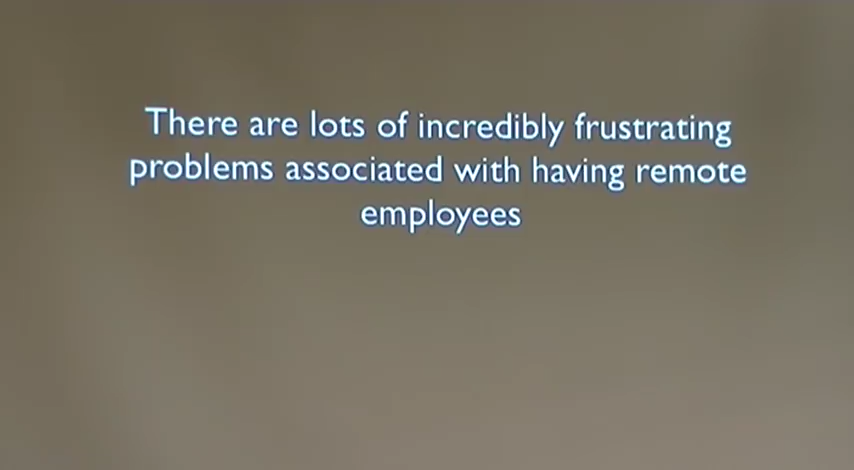 There are lots of incredibly frustrating
problems associated with having remote
employees